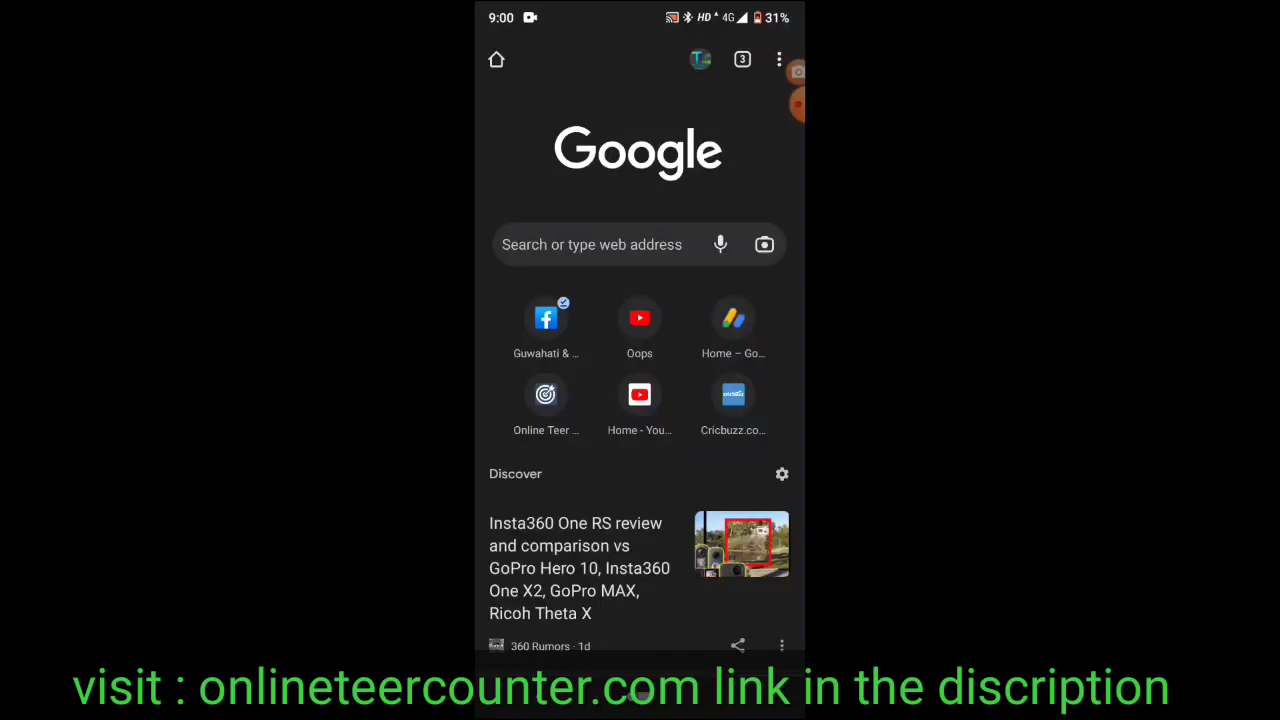 9:00 HD 4G 31%
3
Google
Search or type web address
Guwahati & ... Oops Home – Go...
Online Teer ... Home - You... Cricbuzz.co...
Discover
Insta360 One RS review
and comparison vs
GoPro Hero 10, Insta360
One X2, GoPro MAX,
Ricoh Theta X
360 Rumors · 1d
visit : onlineteercounter.com link in the discription